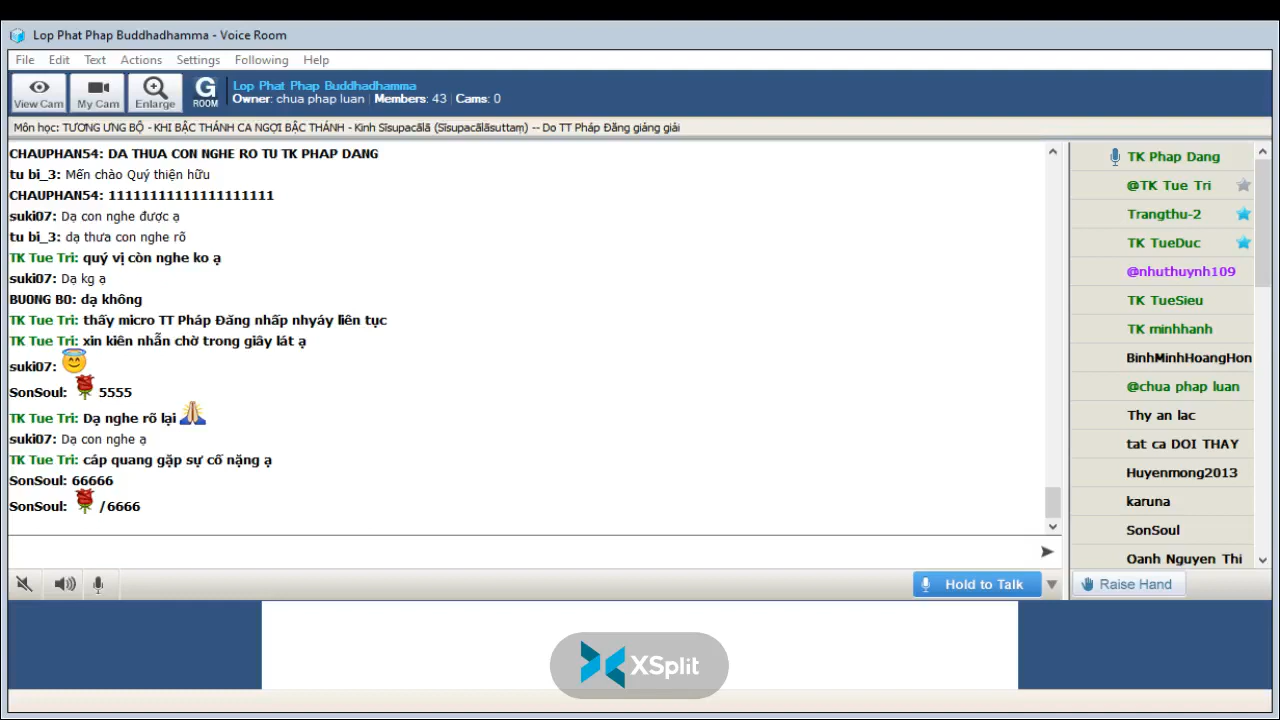 Lop Phat Phap Buddhadhamma - Voice Room
File Edit Text Actions Settings Following Help
View Cam My Cam Enlarge G ROOM
Lop Phat Phap Buddhadhamma
Owner: chua phap luan | Members: 43 | Cams: 0
Môn học: TƯƠNG ƯNG BỘ - KHI BẬC THÁNH CA NGỢI BẬC THÁNH - Kinh Sīsupacālā (Sīsupacālāsuttaṃ) -- Do TT Pháp Đăng giảng giải
CHAUPHAN54: DA THUA CON NGHE RO TU TK PHAP DANG
tu bi_3: Mến chào Quý thiện hữu
CHAUPHAN54: 11111111111111111111
suki07: Dạ con nghe được ạ
tu bi_3: dạ thưa con nghe rõ
TK Tue Tri: quý vị còn nghe ko ạ
suki07: Dạ kg ạ
BUONG BO: dạ không
TK Tue Tri: thấy micro TT Pháp Đăng nhấp nhyáy liên tục
TK Tue Tri: xin kiên nhẫn chờ trong giây lát ạ
suki07:
SonSoul: 5555
TK Tue Tri: Dạ nghe rõ lại
suki07: Dạ con nghe ạ
TK Tue Tri: cáp quang gặp sự cố nặng ạ
SonSoul: 66666
SonSoul: /6666
TK Phap Dang
@TK Tue Tri
Trangthu-2
TK TueDuc
@nhuthuynh109
TK TueSieu
TK minhhanh
BinhMinhHoangHon
@chua phap luan
Thy an lac
tat ca DOI THAY
Huyenmong2013
karuna
SonSoul
Oanh Nguyen Thi
Hold to Talk
Raise Hand
XSplit